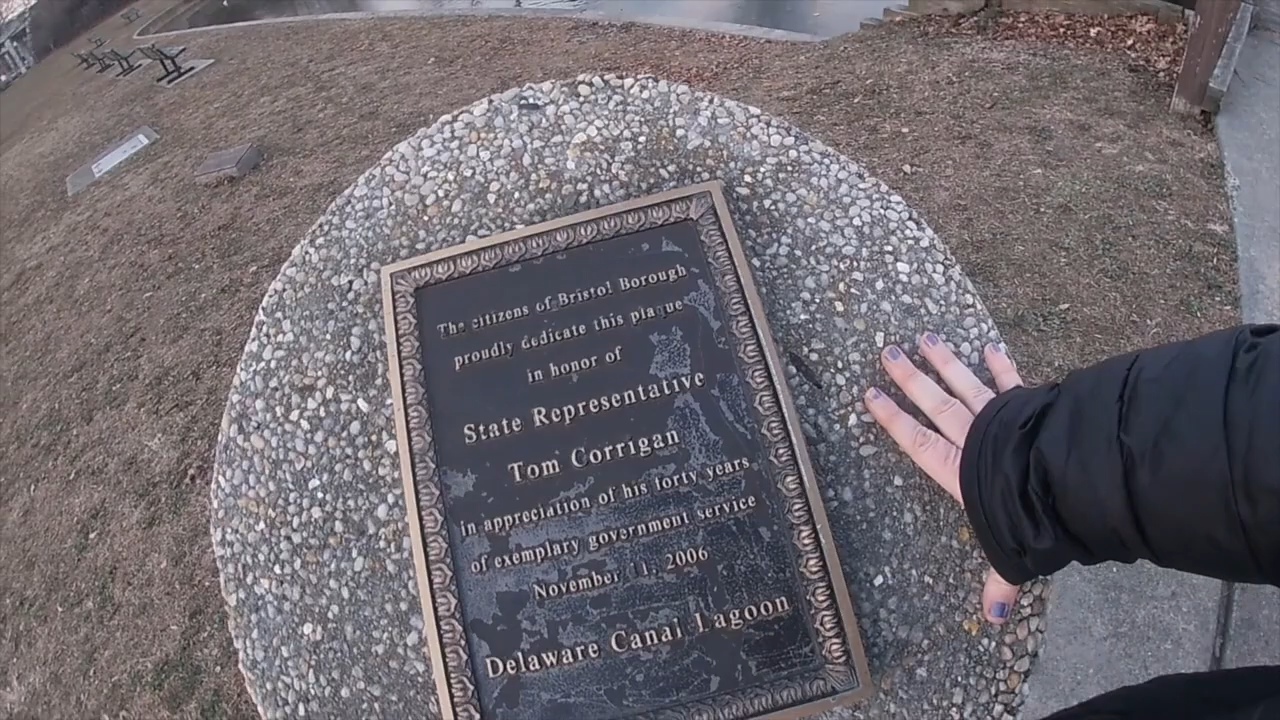 The citizens of Bristol Borough
proudly dedicate this plaque
in honor of
State Representative
Tom Corrigan
in appreciation of his forty years
of exemplary government service
November 11, 2006
Delaware Canal Lagoon